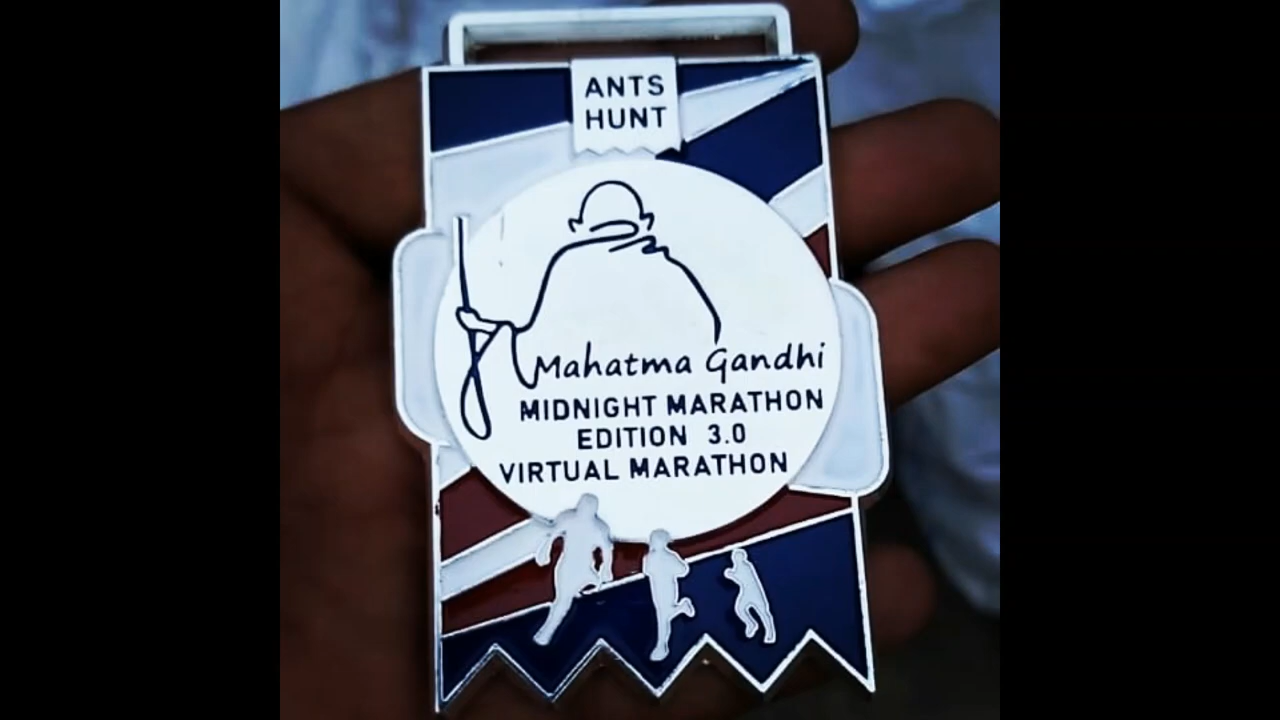 ANTS
HUNT
Mahatma Gandhi
MIDNIGHT MARATHON
EDITION 3.0
VIRTUAL MARATHON